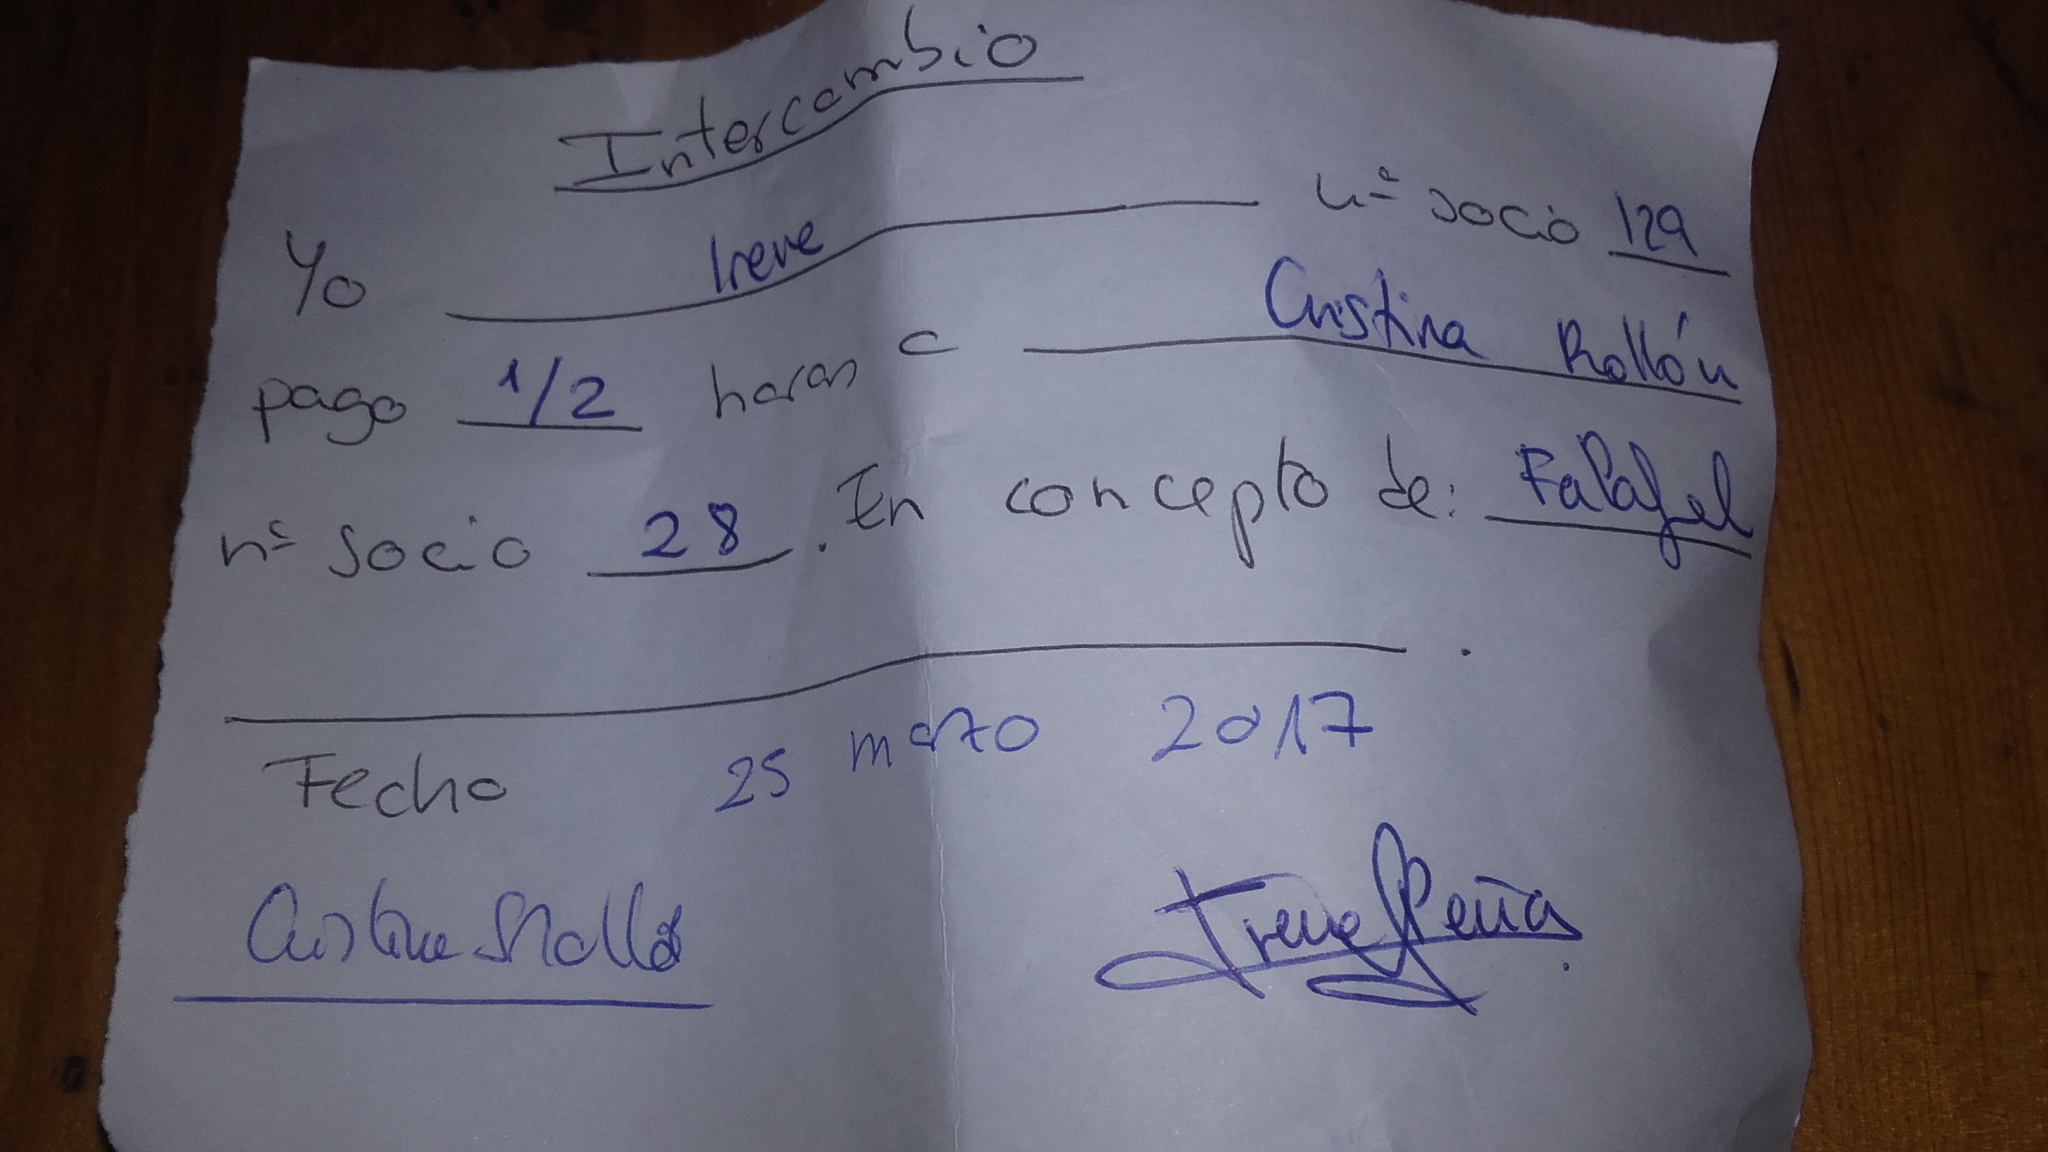 Intercambio
Yo Irene nº socio 129
pago 1/2 horas a Cristina Rollón
nº socio 28. En concepto de: Falafel
Fecha 25 marzo 2017
Cristina Rolló
Irene Peña